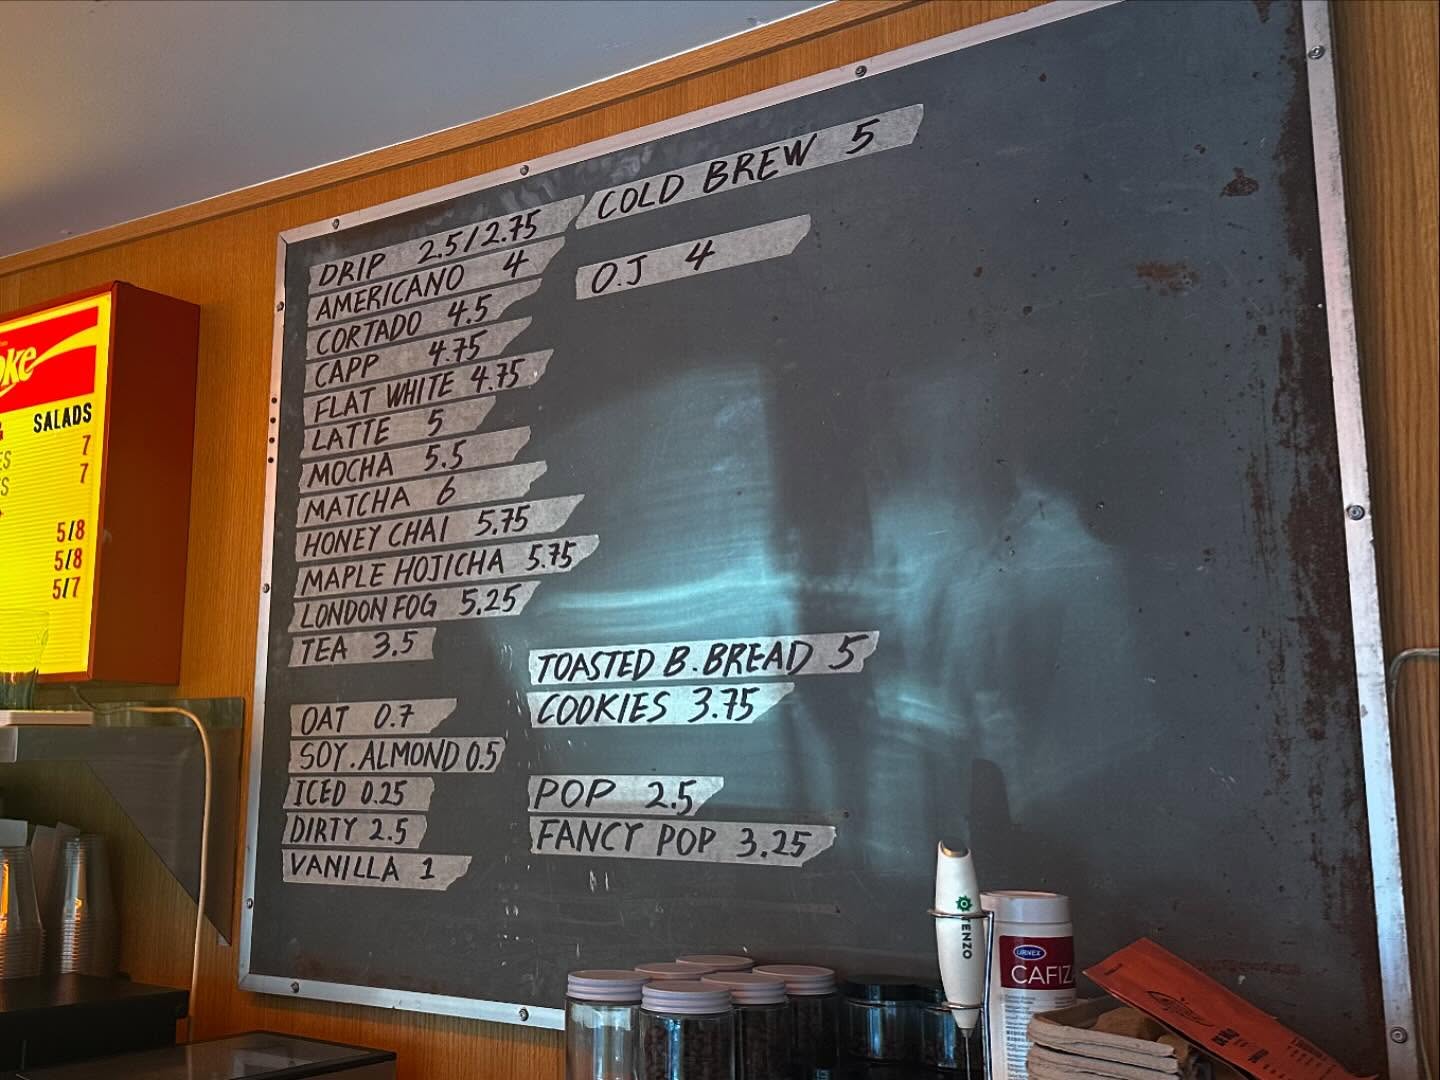 DRIP 2.5/2.75
AMERICANO 4
CORTADO 4.5
CAPP 4.75
FLAT WHITE 4.75
LATTE 5
MOCHA 5.5
MATCHA 6
HONEY CHAI 5.75
MAPLE HOJICHA 5.75
LONDON FOG 5.25
TEA 3.5
OAT 0.7
SOY.ALMOND 0.5
ICED 0.25
DIRTY 2.5
VANILLA 1
COLD BREW 5
O.J 4
TOASTED B.BREAD 5
COOKIES 3.75
POP 2.5
FANCY POP 3.25
SALADS
7
7
5/8
5/8
5/7
URNEX